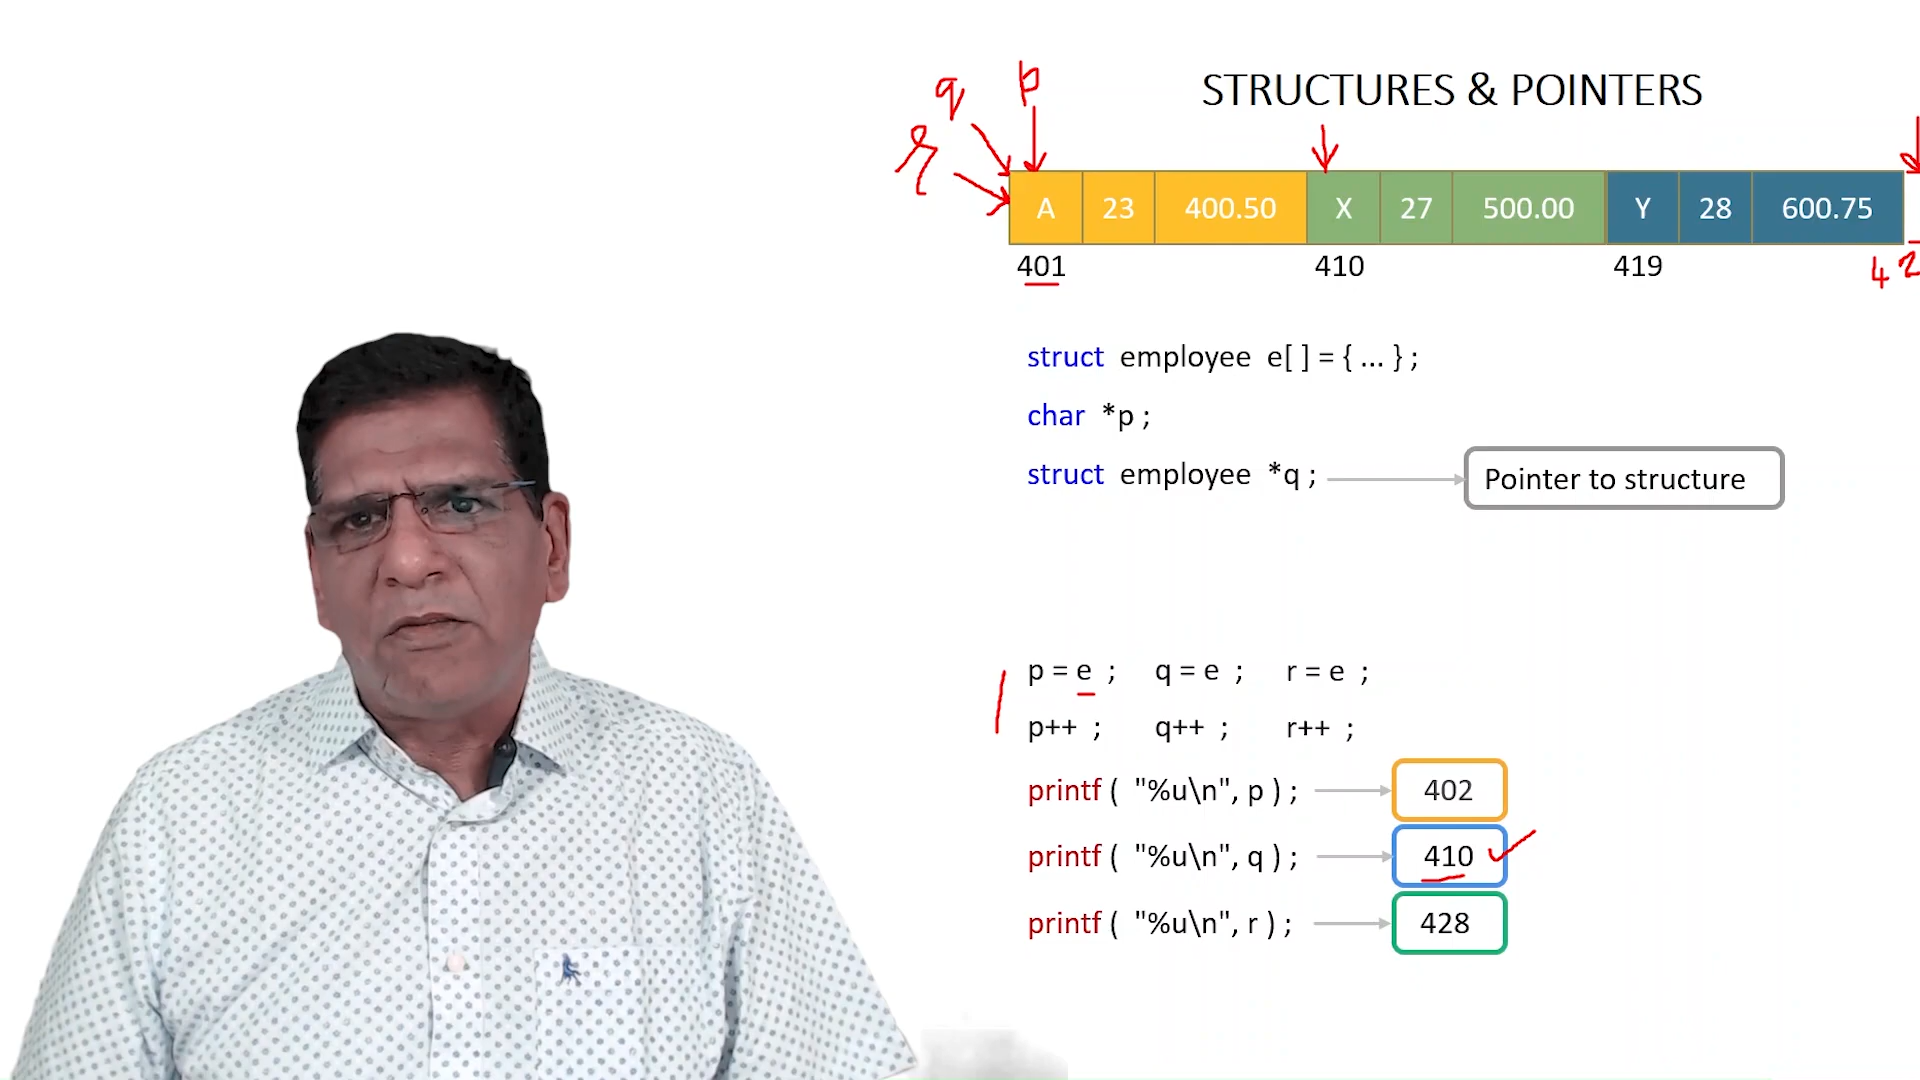 STRUCTURES & POINTERS
q p
r
A 23 400.50 X 27 500.00 Y 28 600.75
401 410 419 42
struct employee e[ ] = { ... } ;
char *p ;
struct employee *q ; Pointer to structure
p = e ; q = e ; r = e ;
p++ ; q++ ; r++ ;
printf ( "%u\n", p ) ; 402
printf ( "%u\n", q ) ; 410
printf ( "%u\n", r ) ; 428